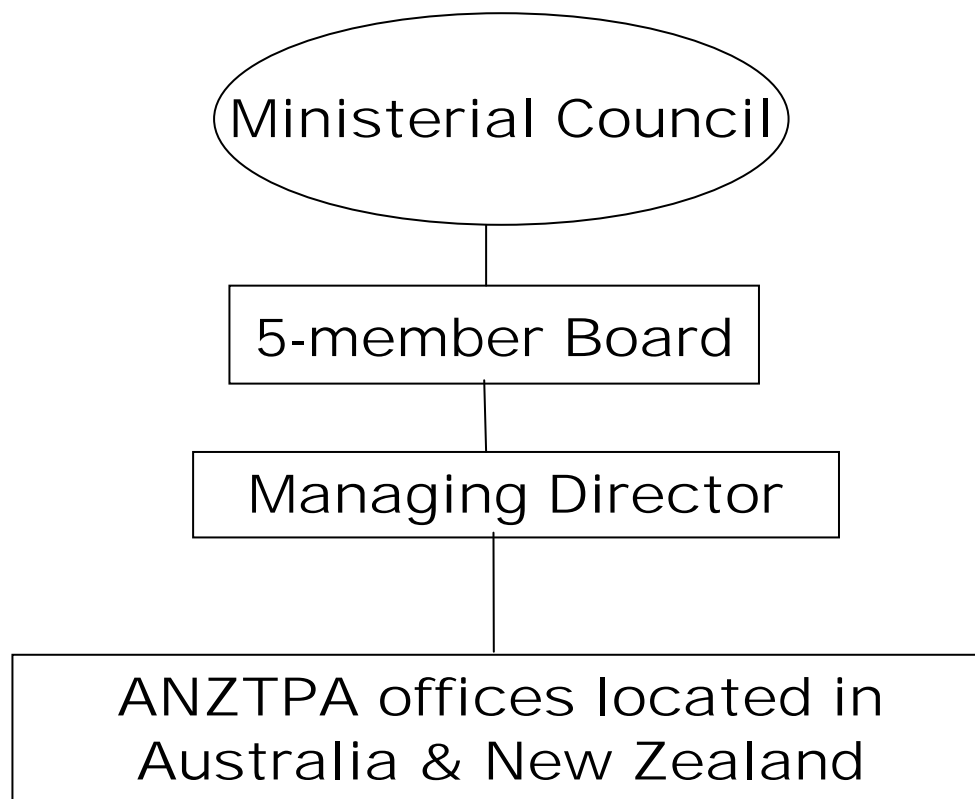 Ministerial Council
5-member Board
Managing Director
ANZTPA offices located in
Australia & New Zealand